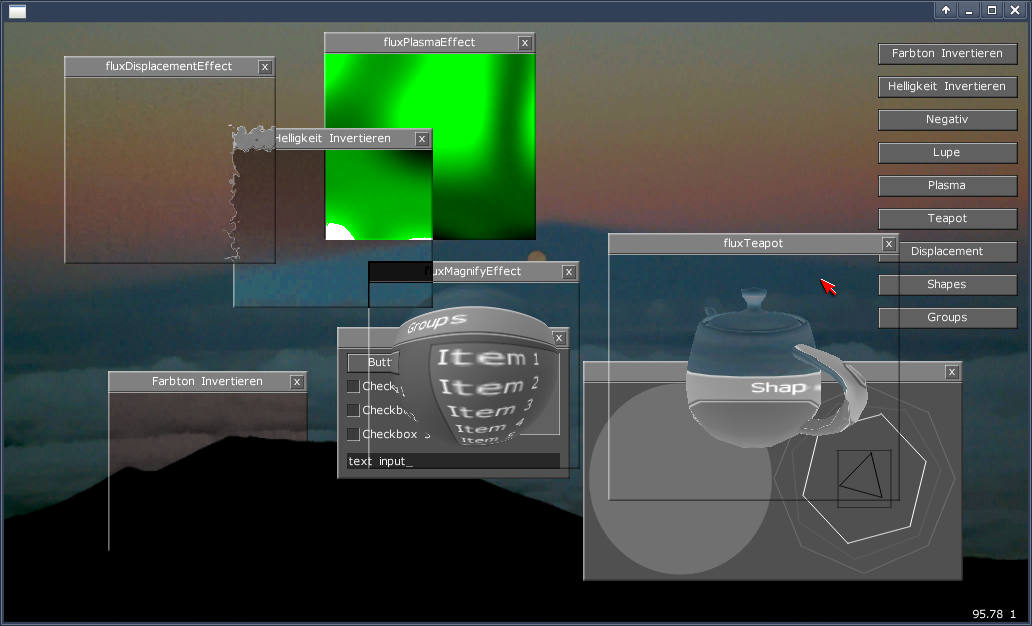 fluxPlasmaEffect
x
Farbton Invertieren
fluxDisplacementEffect
x
Helligkeit Invertieren
Negativ
Helligkeit Invertieren
x
Lupe
Plasma
Teapot
fluxTeapot
x
Displacement
fluxMagnifyEffect
x
Shapes
Groups
Groups
x
Item 1
Butt
Item 2
Check
Item 3
Checkb
Item 4
Checkbox 3
Item 5
text input_
Farbton Invertieren
x
x
Shap
95.78 1